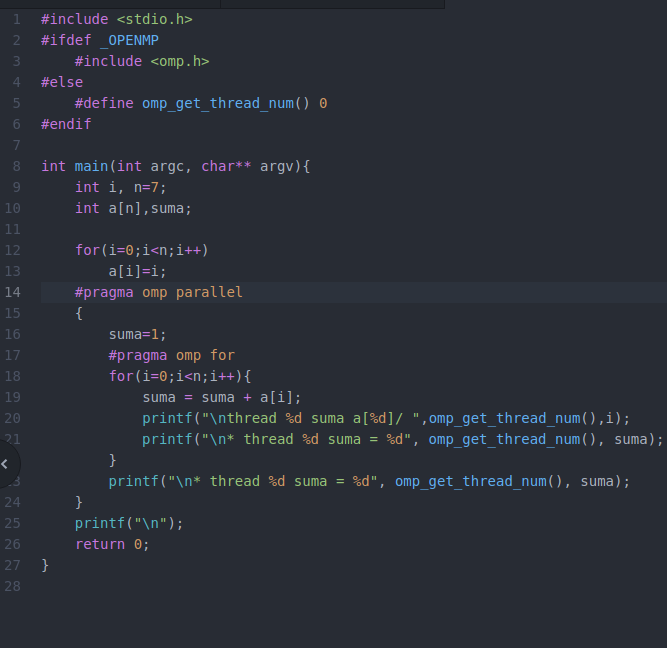 1 #include <stdio.h>
2 #ifdef _OPENMP
3     #include <omp.h>
4 #else
5     #define omp_get_thread_num() 0
6 #endif
7
8 int main(int argc, char** argv){
9     int i, n=7;
10     int a[n],suma;
11
12     for(i=0;i<n;i++)
13         a[i]=i;
14     #pragma omp parallel
15     {
16         suma=1;
17         #pragma omp for
18         for(i=0;i<n;i++){
19             suma = suma + a[i];
20             printf("\nthread %d suma a[%d]/ ",omp_get_thread_num(),i);
21             printf("\n* thread %d suma = %d", omp_get_thread_num(), suma);
        }
3         printf("\n* thread %d suma = %d", omp_get_thread_num(), suma);
24     }
25     printf("\n");
26     return 0;
27 }
28